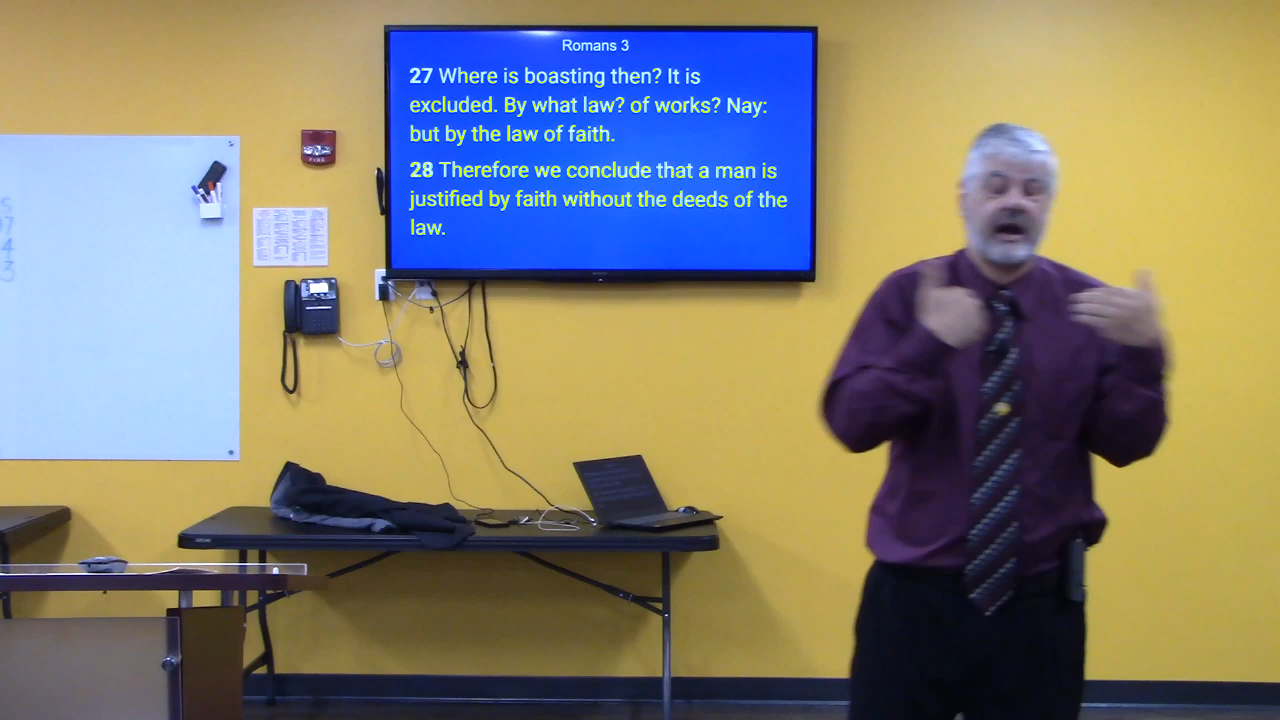 Romans 3
27 Where is boasting then? It is
excluded. By what law? of works? Nay:
but by the law of faith.
28 Therefore we conclude that a man is
justified by faith without the deeds of the
law.
FIRE